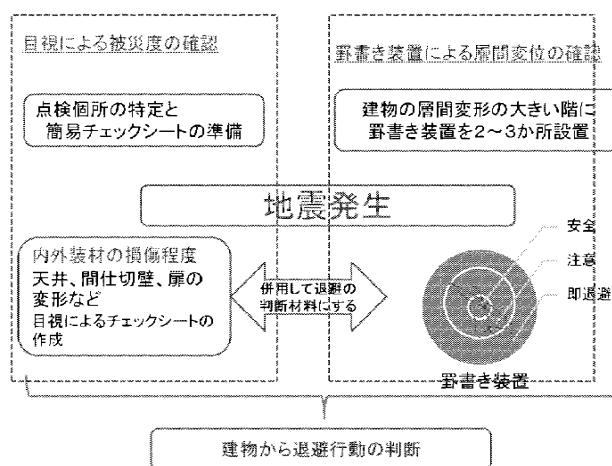 目視による被災度の確認
罫書き装置による層間変位の確認
点検個所の特定と
簡易チェックシートの準備
建物の層間変形の大きい階に
罫書き装置を2～3か所設置
地震発生
内外装材の損傷程度
天井、間仕切壁、扉の
変形など
目視によるチェックシートの
作成
併用して退避の
判断材料にする
安全
注意
即退避
罫書き装置
建物から退避行動の判断